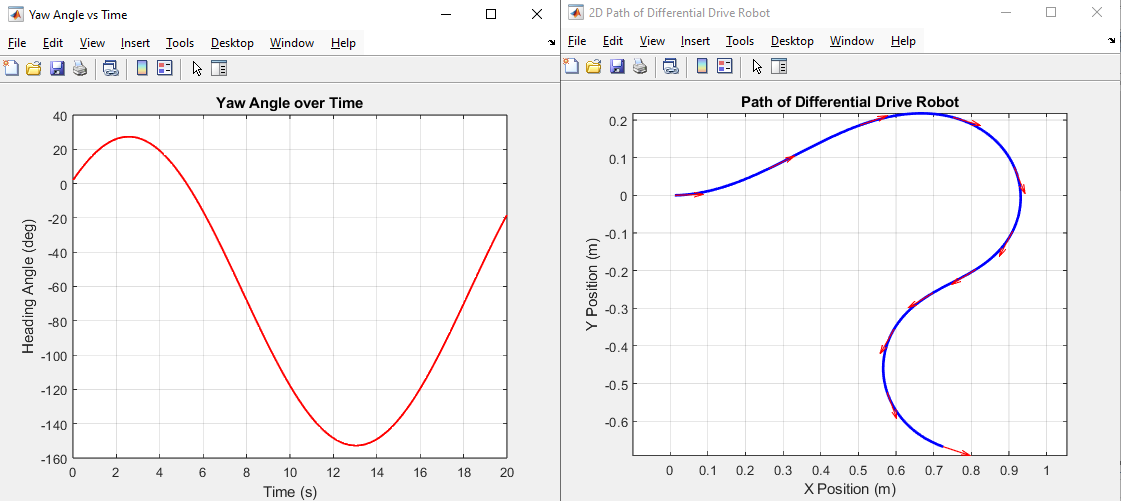 Yaw Angle vs Time
File Edit View Insert Tools Desktop Window Help
Yaw Angle over Time
Heading Angle (deg)
40
20
0
-20
-40
-60
-80
-100
-120
-140
-160
0 2 4 6 8 10 12 14 16 18 20
Time (s)
2D Path of Differential Drive Robot
File Edit View Insert Tools Desktop Window Help
Path of Differential Drive Robot
Y Position (m)
0.2
0.1
0
-0.1
-0.2
-0.3
-0.4
-0.5
-0.6
0 0.1 0.2 0.3 0.4 0.5 0.6 0.7 0.8 0.9 1
X Position (m)